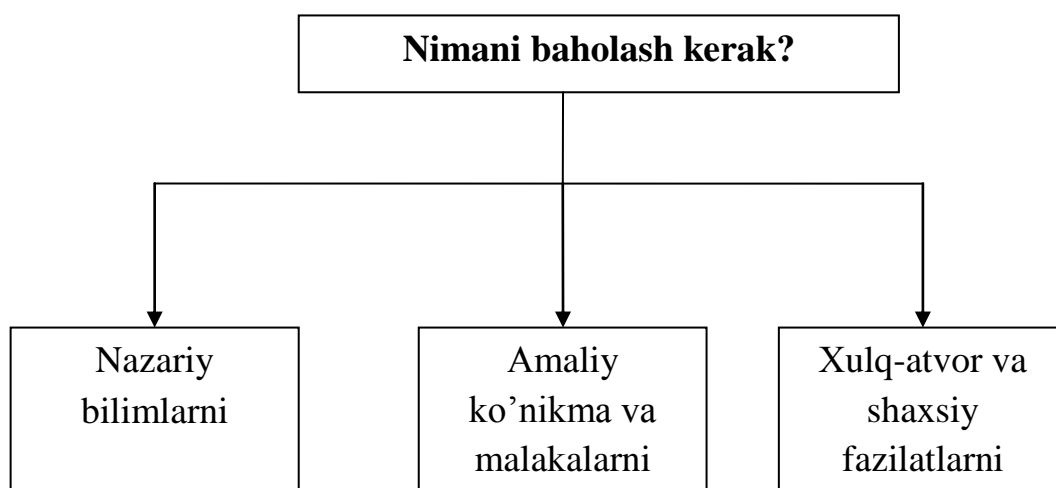 Nimani baholash kerak?
Nazariy
bilimlarni
Amaliy
ko’nikma va
malakalarni
Xulq-atvor va
shaxsiy
fazilatlarni